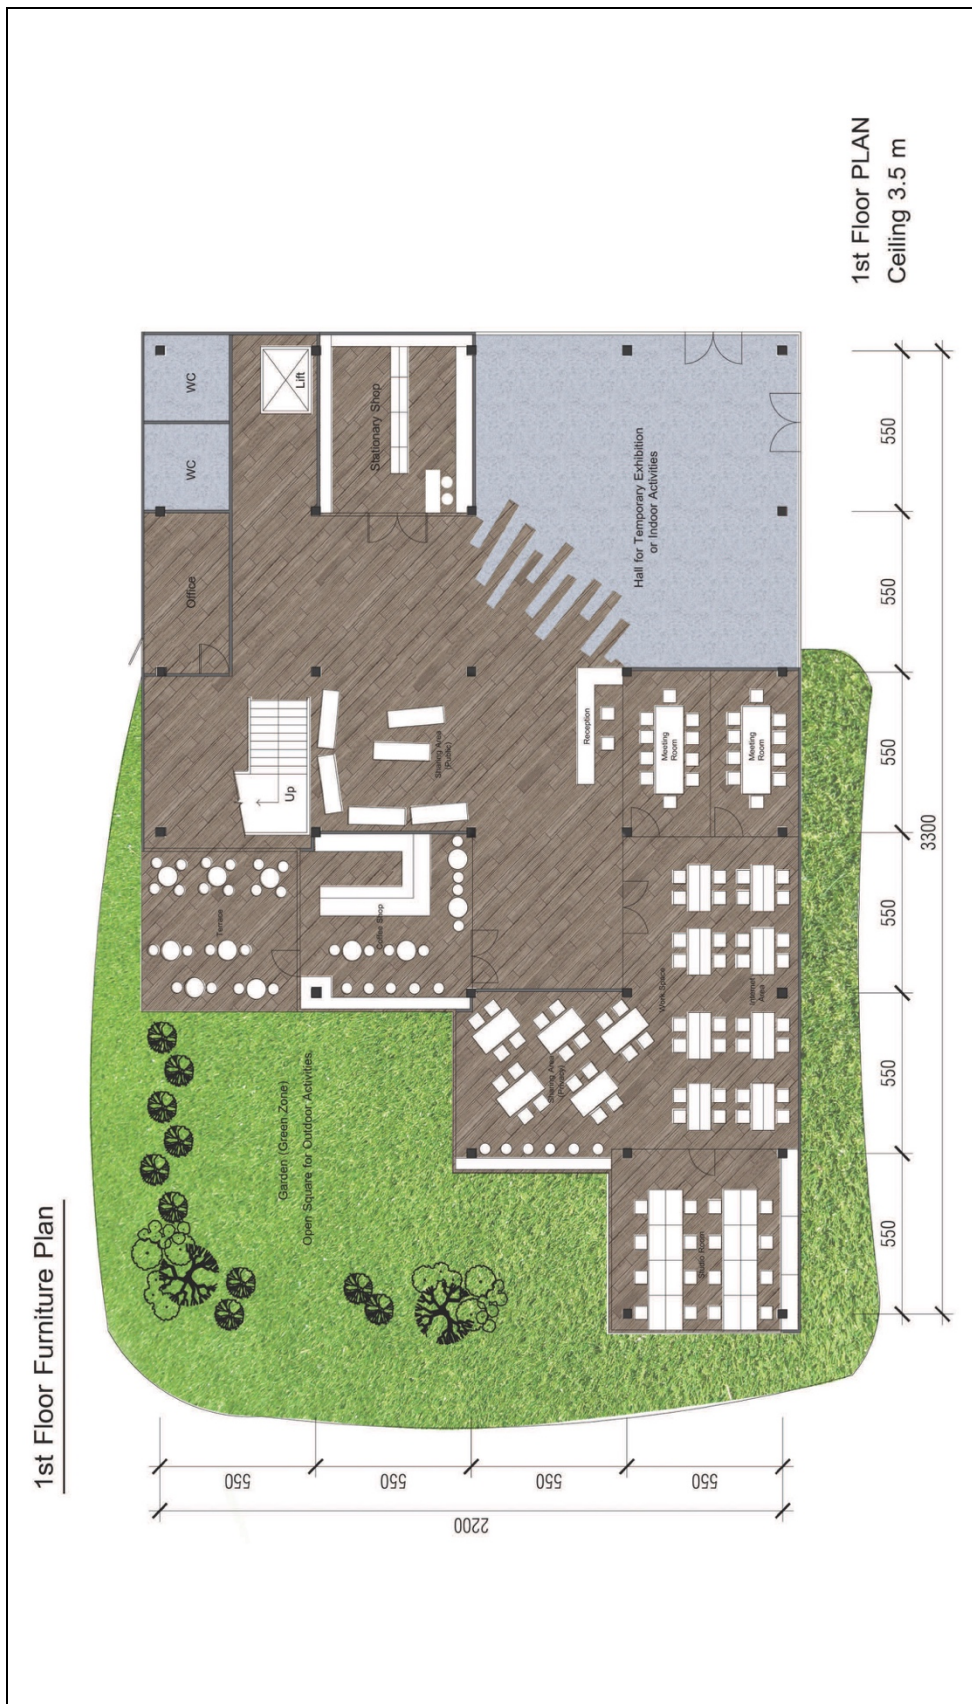 1st Floor Furniture Plan
1st Floor PLAN
Ceiling 3.5 m
WC
WC
Office
Lift
Stationary Shop
Hall for Temporary Exhibition
or Indoor Activities
Up
Sharing Area
(Public)
Reception
Meeting
Room
Meeting
Room
Terrace
Coffee Shop
Work Space
Internet
Area
Sharing Area
(Privacy)
Studio Room
Garden (Green Zone)
Open Square for Outdoor Activities
550
550
550
550
2200
550
550
550
550
550
550
3300